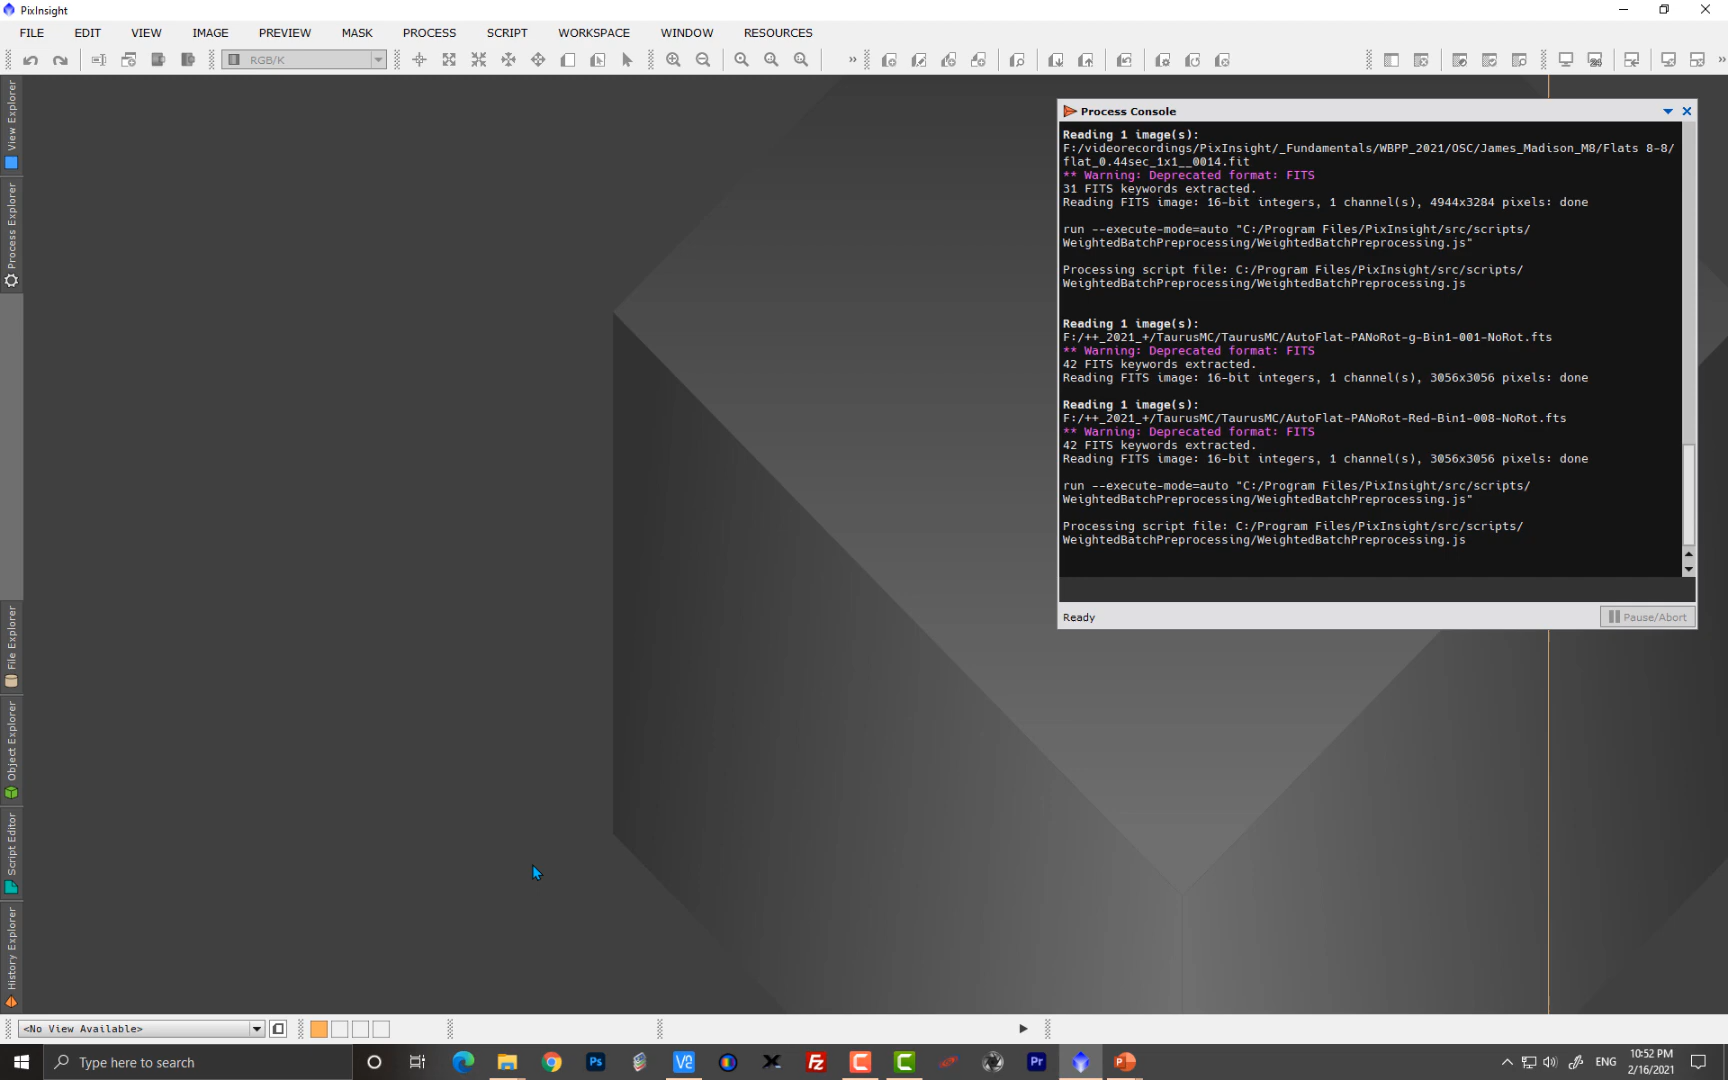 PixInsight
FILE EDIT VIEW IMAGE PREVIEW MASK PROCESS SCRIPT WORKSPACE WINDOW RESOURCES
RGB/K
View Explorer
Process Explorer
File Explorer
Object Explorer
Script Editor
History Explorer
Process Console
Reading 1 image(s):
F:/videorecordings/PixInsight/_Fundamentals/WBPP_2021/OSC/James_Madison_M8/Flats 8-8/
flat_0.44sec_1x1__0014.fit
** Warning: Deprecated format: FITS
31 FITS keywords extracted.
Reading FITS image: 16-bit integers, 1 channel(s), 4944x3284 pixels: done
run --execute-mode=auto "C:/Program Files/PixInsight/src/scripts/
WeightedBatchPreprocessing/WeightedBatchPreprocessing.js"
Processing script file: C:/Program Files/PixInsight/src/scripts/
WeightedBatchPreprocessing/WeightedBatchPreprocessing.js
Reading 1 image(s):
F:/++_2021_+/TaurusMC/TaurusMC/AutoFlat-PANoRot-g-Bin1-001-NoRot.fts
** Warning: Deprecated format: FITS
42 FITS keywords extracted.
Reading FITS image: 16-bit integers, 1 channel(s), 3056x3056 pixels: done
Reading 1 image(s):
F:/++_2021_+/TaurusMC/TaurusMC/AutoFlat-PANoRot-Red-Bin1-008-NoRot.fts
** Warning: Deprecated format: FITS
42 FITS keywords extracted.
Reading FITS image: 16-bit integers, 1 channel(s), 3056x3056 pixels: done
run --execute-mode=auto "C:/Program Files/PixInsight/src/scripts/
WeightedBatchPreprocessing/WeightedBatchPreprocessing.js"
Processing script file: C:/Program Files/PixInsight/src/scripts/
WeightedBatchPreprocessing/WeightedBatchPreprocessing.js
Ready
Pause/Abort
<No View Available>
Type here to search
Ps
Fz
Pr
ENG
10:52 PM
2/16/2021